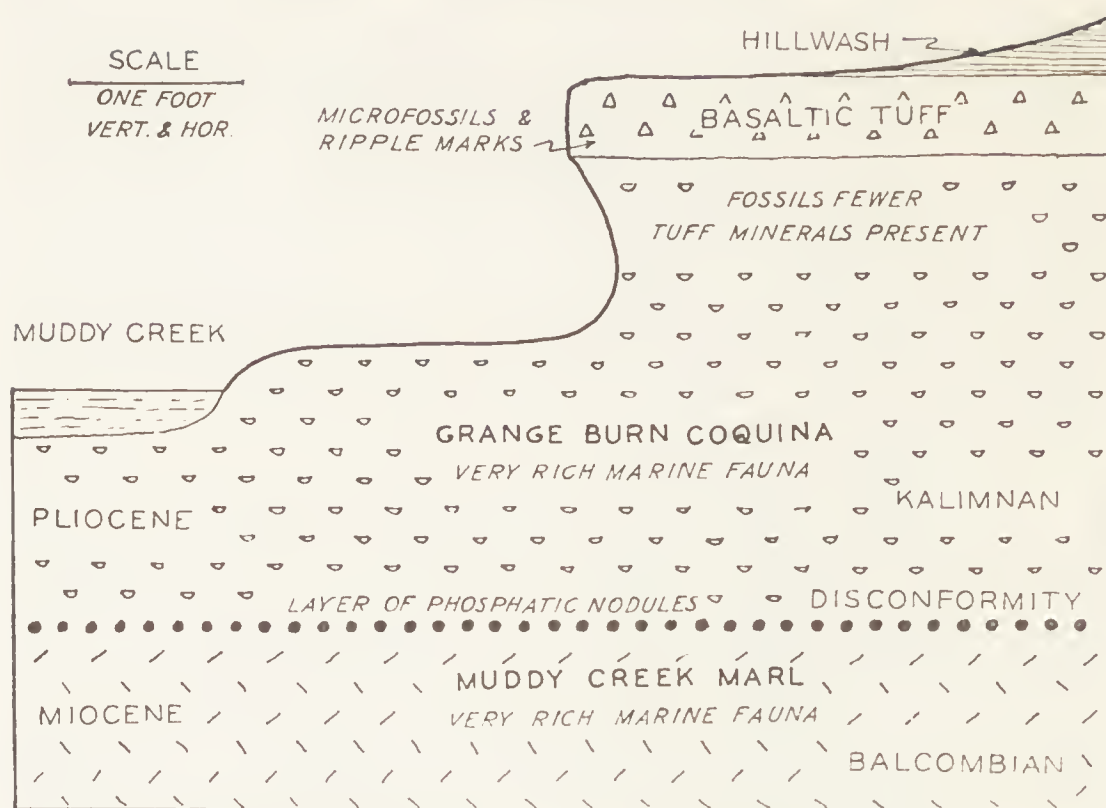 SCALE
ONE FOOT
VERT. & HOR.
HILLWASH
MICROFOSSILS &
RIPPLE MARKS
BASALTIC TUFF
FOSSILS FEWER
TUFF MINERALS PRESENT
MUDDY CREEK
GRANGE BURN COQUINA
VERY RICH MARINE FAUNA
PLIOCENE
KALIMNAN
LAYER OF PHOSPHATIC NODULES
DISCONFORMITY
MUDDY CREEK MARL
MIOCENE
VERY RICH MARINE FAUNA
BALCOMBIAN